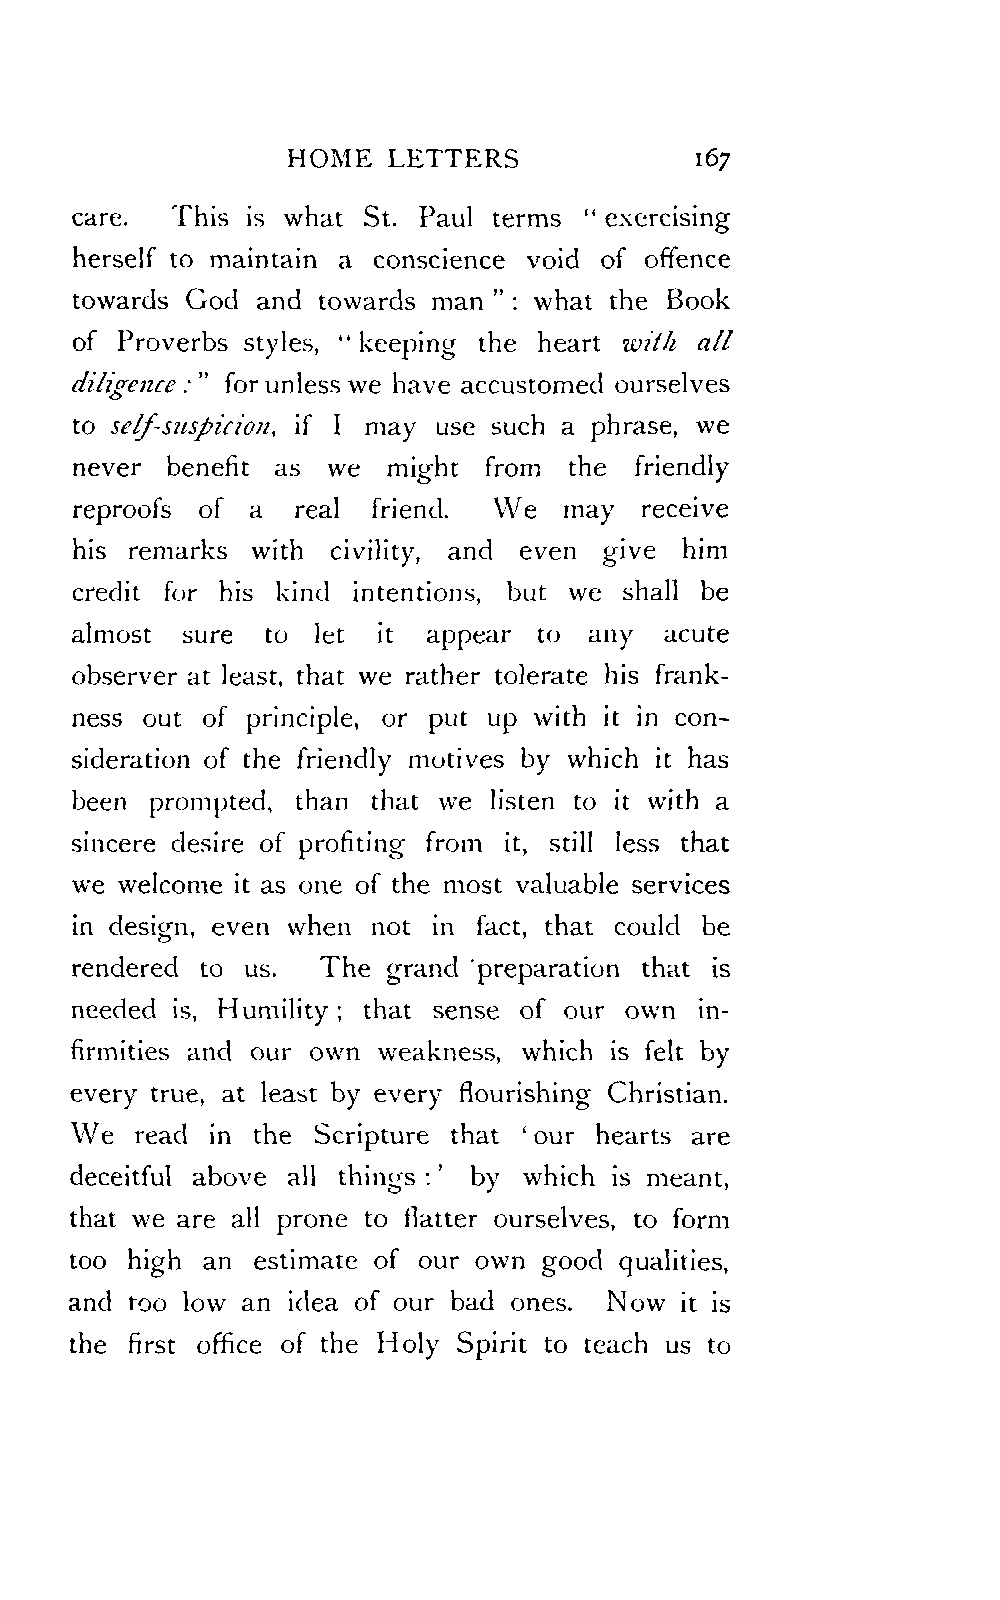 HOME LETTERS 167
care. This is what St. Paul terms “ exercising
herself to maintain a conscience void of offence
towards God and towards man ” : what the Book
of Proverbs styles, “ keeping the heart with all
diligence : ” for unless we have accustomed ourselves
to self-suspicion, if I may use such a phrase, we
never benefit as we might from the friendly
reproofs of a real friend. We may receive
his remarks with civility, and even give him
credit for his kind intentions, but we shall be
almost sure to let it appear to any acute
observer at least, that we rather tolerate his frank-
ness out of principle, or put up with it in con-
sideration of the friendly motives by which it has
been prompted, than that we listen to it with a
sincere desire of profiting from it, still less that
we welcome it as one of the most valuable services
in design, even when not in fact, that could be
rendered to us. The grand preparation that is
needed is, Humility ; that sense of our own in-
firmities and our own weakness, which is felt by
every true, at least by every flourishing Christian.
We read in the Scripture that ‘ our hearts are
deceitful above all things : ’ by which is meant,
that we are all prone to flatter ourselves, to form
too high an estimate of our own good qualities,
and too low an idea of our bad ones. Now it is
the first office of the Holy Spirit to teach us to